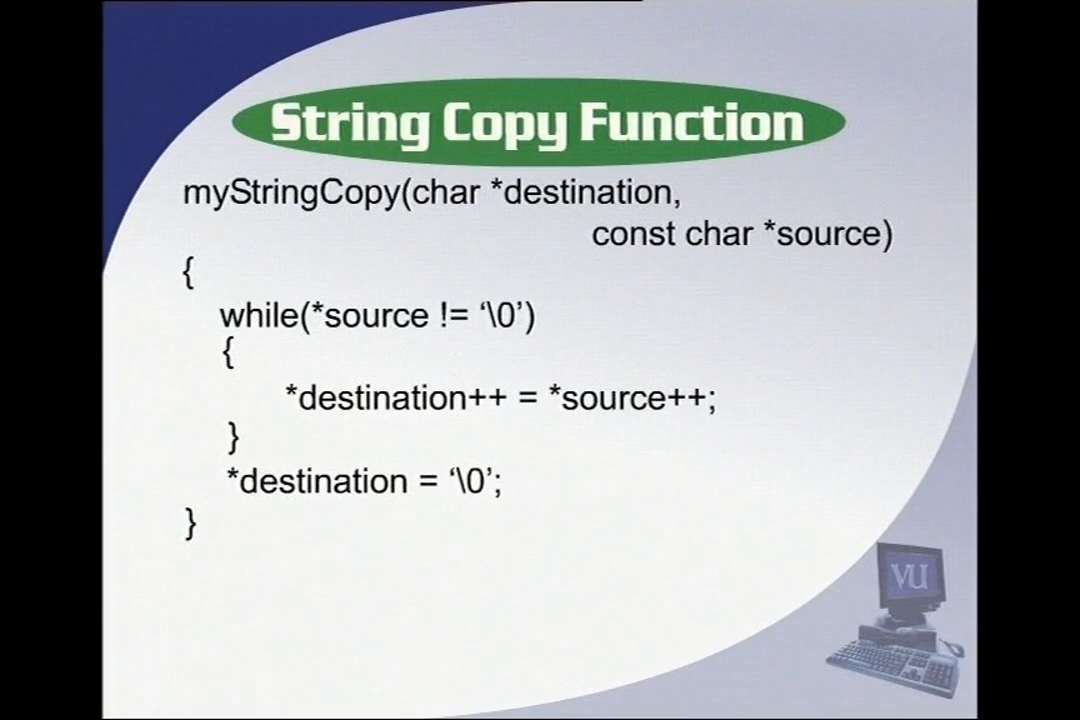 String Copy Function
myStringCopy(char *destination,
const char *source)
{
while(*source != ‘\0’)
{
*destination++ = *source++;
}
*destination = ‘\0’;
}
VU